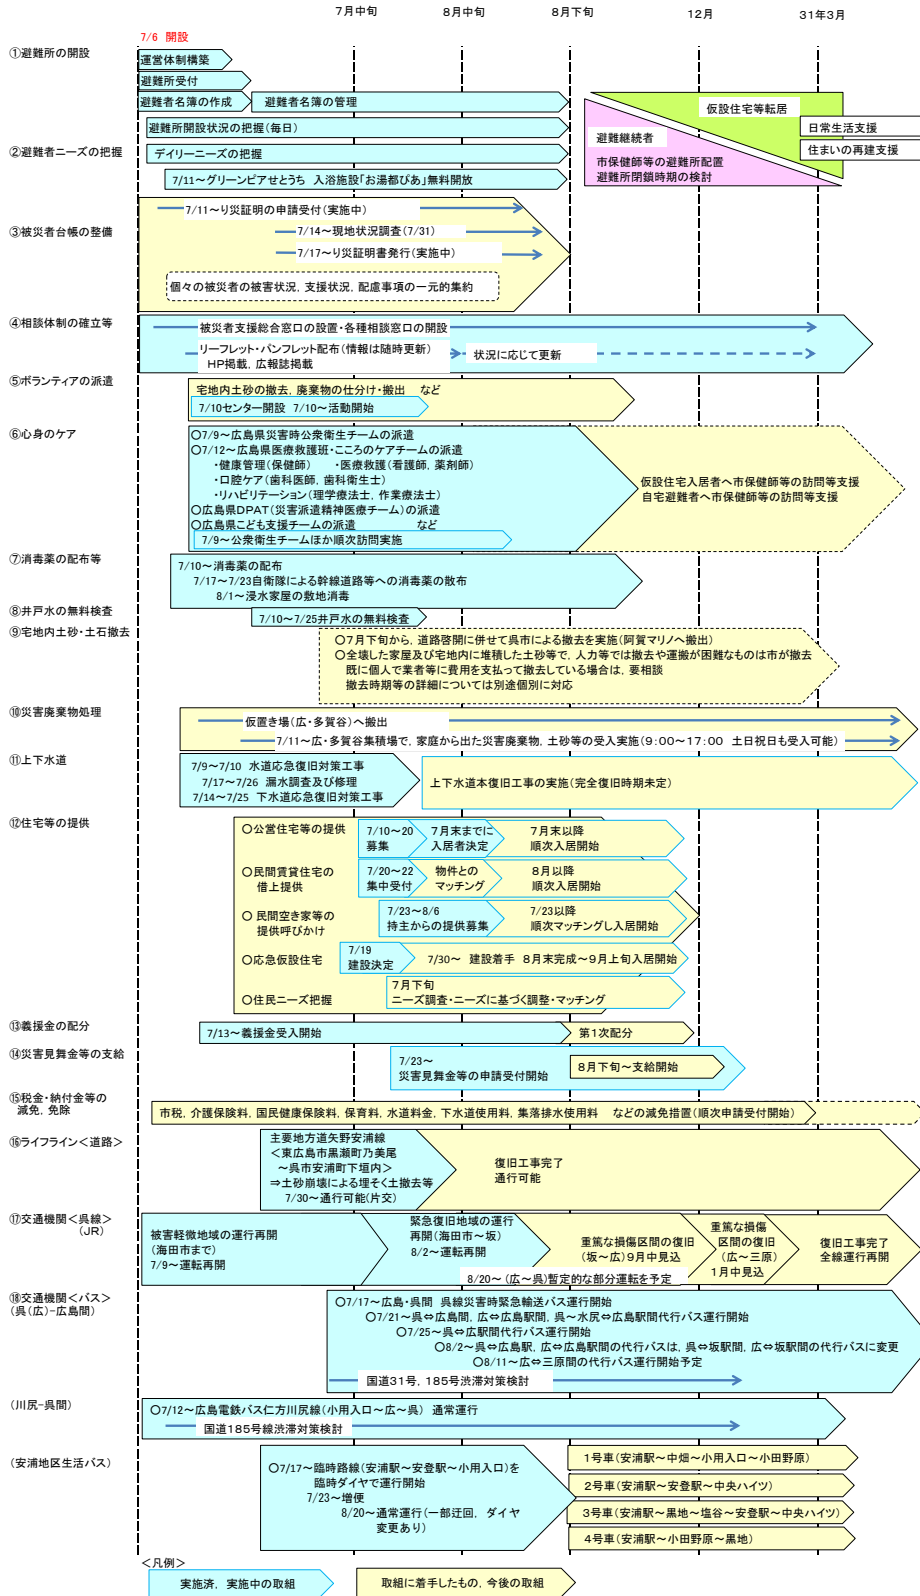 7月中旬
8月中旬
8月下旬
12月
31年3月
7/6 開設
①避難所の開設
運営体制構築
避難所受付
避難者名簿の作成
避難者名簿の管理
避難所開設状況の把握(毎日)
仮設住宅等転居
日常生活支援
住まいの再建支援
避難継続者
市保健師等の避難所配置
避難所閉鎖時期の検討
②避難者ニーズの把握
デイリーニーズの把握
7/11～グリーンピアせとうち 入浴施設「お湯都ぴあ」無料開放
③被災者台帳の整備
7/11～り災証明の申請受付(実施中)
7/14～現地状況調査(7/31)
7/17～り災証明書発行(実施中)
個々の被災者の被害状況，支援状況，配慮事項の一元的集約
④相談体制の確立等
被災者支援総合窓口の設置・各種相談窓口の開設
リーフレット・パンフレット配布(情報は随時更新)
HP掲載，広報誌掲載
状況に応じて更新
⑤ボランティアの派遣
宅地内土砂の撤去，廃棄物の仕分け・搬出 など
7/10センター開設 7/10～活動開始
⑥心身のケア
○7/9～広島県災害時公衆衛生チームの派遣
○7/12～広島県医療救護班・こころのケアチームの派遣
・健康管理(保健師) ・医療救護(看護師，薬剤師)
・口腔ケア(歯科医師，歯科衛生士)
・リハビリテーション(理学療法士，作業療法士)
○広島県DPAT(災害派遣精神医療チーム)の派遣
○広島県こども支援チームの派遣 など
7/9～公衆衛生チームほか順次訪問実施
仮設住宅入居者へ市保健師等の訪問等支援
自宅避難者へ市保健師等の訪問等支援
⑦消毒薬の配布等
7/10～消毒薬の配布
7/17～7/23自衛隊による幹線道路等への消毒薬の散布
8/1～浸水家屋の敷地消毒
⑧井戸水の無料検査
7/10～7/25井戸水の無料検査
⑨宅地内土砂・土石撤去
○７月下旬から，道路啓開に併せて呉市による撤去を実施(阿賀マリノへ搬出)
○全壊した家屋及び宅地内に堆積した土砂等で，人力等では撤去や運搬が困難なものは市が撤去
既に個人で業者等に費用を支払って撤去している場合は，要相談
撤去時期等の詳細については別途個別に対応
⑩災害廃棄物処理
仮置き場(広・多賀谷)へ搬出
7/11～広・多賀谷集積場で，家庭から出た災害廃棄物，土砂等の受入実施(９:００～１７:００ 土日祝日も受入可能)
⑪上下水道
7/9～7/10 水道応急復旧対策工事
7/17～7/26 漏水調査及び修理
7/14～7/25 下水道応急復旧対策工事
上下水道本復旧工事の実施(完全復旧時期未定)
⑫住宅等の提供
○公営住宅等の提供
7/10～20
募集
7月末までに
入居者決定
7月末以降
順次入居開始
○民間賃貸住宅の
借上提供
7/20～22
集中受付
物件との
マッチング
8月以降
順次入居開始
○ 民間空き家等の
提供呼びかけ
7/23～8/6
持主からの提供募集
7/23以降
順次マッチングし入居開始
○応急仮設住宅
7/19
建設決定
7/30～ 建設着手 8月末完成～9月上旬入居開始
○住民ニーズ把握
7月下旬
ニーズ調査・ニーズに基づく調整・マッチング
⑬義援金の配分
7/13～義援金受入開始
第1次配分
⑭災害見舞金等の支給
7/23～
災害見舞金等の申請受付開始
8月下旬～支給開始
⑮税金・納付金等の
減免，免除
市税，介護保険料，国民健康保険料，保育料，水道料金，下水道使用料，集落排水使用料 などの減免措置(順次申請受付開始)
⑯ライフライン＜道路＞
主要地方道矢野安浦線
＜東広島市黒瀬町乃美尾
～呉市安浦町下垣内＞
⇒土砂崩壊による埋そく土撤去等
7/30～通行可能(片交)
復旧工事完了
通行可能
⑰交通機関＜呉線＞
(JR)
被害軽微地域の運行再開
(海田市まで)
7/9～運転再開
緊急復旧地域の運行
再開(海田市～坂)
8/2～運転再開
重篤な損傷区間の復旧
(坂～広)９月中見込
8/20～ (広～呉)暫定的な部分運転を予定
重篤な損傷
区間の復旧
(広～三原)
1月中見込
復旧工事完了
全線運行再開
⑱交通機関＜バス＞
呉(広)-広島間
○7/17～広島・呉間 呉線災害時緊急輸送バス運行開始
○7/21～呉⇔広島間，広⇔広島駅間，呉～水尻⇔広島駅間代行バス運行開始
○7/25～呉⇔広駅間代行バス運行開始
○8/2～呉⇔広島駅，広⇔広島駅間の代行バスは，呉⇔坂駅間，広⇔坂駅間の代行バスに変更
○8/11～広⇔三原間の代行バス運行開始予定
国道31号，185号渋滞対策検討
(川尻-呉間)
○7/12～広島電鉄バス仁方川尻線(小用入口～広～呉) 通常運行
国道185号線渋滞対策検討
(安浦地区生活バス)
○7/17～臨時路線(安浦駅～安登駅～小用入口)を
臨時ダイヤで運行開始
7/23～増便
8/20～通常運行(一部迂回，ダイヤ
変更あり)
1号車(安浦駅～中畑～小用入口～小田野原)
2号車(安浦駅～安登駅～中央ハイツ)
3号車(安浦駅～黒地～塩谷～安登駅～中央ハイツ)
4号車(安浦駅～小田野原～黒地)
＜凡例＞
実施済，実施中の取組
取組に着手したもの，今後の取組